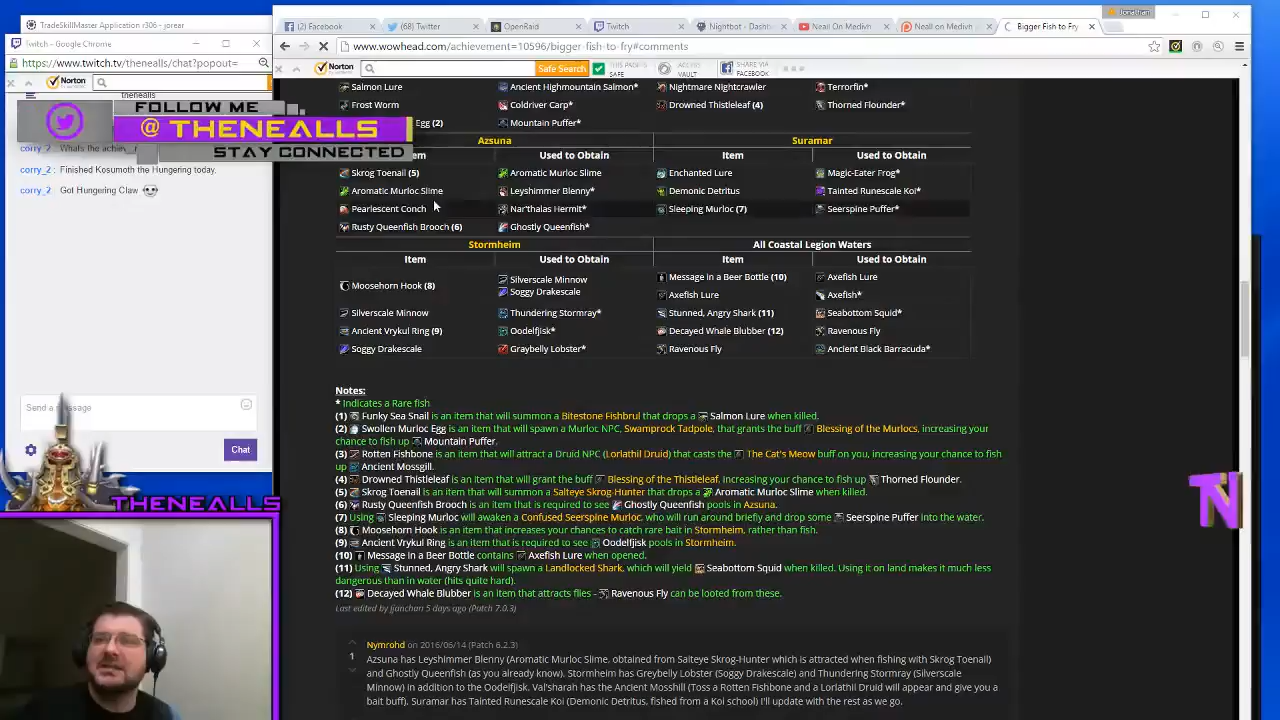 TradeSkillMaster Application r306 - jorear
Jonathan
Twitch - Google Chrome
(2) Facebook
(68) Twitter
OpenRaid
Twitch
Nightbot - Dashb
Neall On Medivh
Neall on Medivh
Bigger Fish to Fry
https://www.twitch.tv/thenealls/chat?popout=
www.wowhead.com/achievement=10596/bigger-fish-to-fry#comments
Norton
Norton
Safe Search
THIS PAGE IS SAFE
ACCESS VAULT
SHARE VIA FACEBOOK
thenealls
FOLLOW ME
@ THENEALLS
STAY CONNECTED
corry_2 : Whats the achiev
corry_2 : Finished Kosumoth the Hungering today.
corry_2 : Got Hungering Claw
Send a message
Chat
THENEALLS
TN
Salmon Lure Ancient Highmountain Salmon* Nightmare Nightcrawler Terrorfin*
Frost Worm Coldriver Carp* Drowned Thistleleaf (4) Thorned Flounder*
Egg (2) Mountain Puffer*
Azsuna Suramar
Item Used to Obtain Item Used to Obtain
Skrog Toenail (5) Aromatic Murloc Slime Enchanted Lure Magic-Eater Frog*
Aromatic Murloc Slime Leyshimmer Blenny* Demonic Detritus Tainted Runescale Koi*
Pearlescent Conch Nar'thalas Hermit* Sleeping Murloc (7) Seerspine Puffer*
Rusty Queenfish Brooch (6) Ghostly Queenfish*
Stormheim All Coastal Legion Waters
Item Used to Obtain Item Used to Obtain
Moosehorn Hook (8) Silverscale Minnow Message in a Beer Bottle (10) Axefish Lure
Soggy Drakescale Axefish Lure Axefish*
Silverscale Minnow Thundering Stormray* Stunned, Angry Shark (11) Seabottom Squid*
Ancient Vrykul Ring (9) Oodelfjisk* Decayed Whale Blubber (12) Ravenous Fly
Soggy Drakescale Graybelly Lobster* Ravenous Fly Ancient Black Barracuda*
Notes:
* Indicates a Rare fish
(1) Funky Sea Snail is an item that will summon a Bitestone Fishbrul that drops a Salmon Lure when killed.
(2) Swollen Murloc Egg is an item that will spawn a Murloc NPC, Swamprock Tadpole, that grants the buff Blessing of the Murlocs, increasing your
chance to fish up Mountain Puffer.
(3) Rotten Fishbone is an item that will attract a Druid NPC (Lorlathil Druid) that casts the The Cat's Meow buff on you, increasing your chance to fish
up Ancient Mossgill.
(4) Drowned Thistleleaf is an item that will grant the buff Blessing of the Thistleleaf. Increasing your chance to fish up Thorned Flounder.
(5) Skrog Toenail is an item that will summon a Salteye Skrog-Hunter that drops a Aromatic Murloc Slime when killed.
(6) Rusty Queenfish Brooch is an item that is required to see Ghostly Queenfish pools in Azsuna.
(7) Using Sleeping Murloc will awaken a Confused Seerspine Murloc, who will run around briefly and drop some Seerspine Puffer into the water.
(8) Moosehorn Hook is an item that increases your chances to catch rare bait in Stormheim, rather than fish.
(9) Ancient Vrykul Ring is an item that is required to see Oodelfjisk pools in Stormheim.
(10) Message in a Beer Bottle contains Axefish Lure when opened.
(11) Using Stunned, Angry Shark will spawn a Landlocked Shark, which will yield Seabottom Squid when killed. Using it on land makes it much less
dangerous than in water (hits quite hard).
(12) Decayed Whale Blubber is an item that attracts flies - Ravenous Fly can be looted from these.
Last edited by jjanchan 5 days ago (Patch 7.0.3)
Nymrohd on 2016/06/14 (Patch 6.2.3)
1
Azsuna has Leyshimmer Blenny (Aromatic Murloc Slime, obtained from Salteye Skrog-Hunter which is attracted when fishing with Skrog Toenail)
and Ghostly Queenfish (as you already know). Stormheim has Greybelly Lobster (Soggy Drakescale) and Thundering Stormray (Silverscale
Minnow) in addition to the Oodelfjisk. Val'sharah has the Ancient Mosshill (Toss a Rotten Fishbone and a Lorlathil Druid will appear and give you a
bait buff), Suramar has Tainted Runescale Koi (Demonic Detritus, fished from a Koi school) I'll update with the rest as we go.